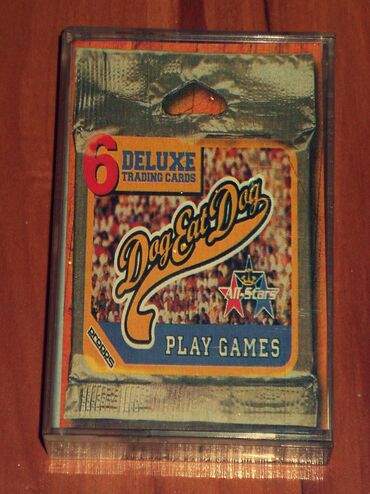 6 DELUXE
TRADING CARDS
Dog Eat Dog
All-Stars
PLAY GAMES